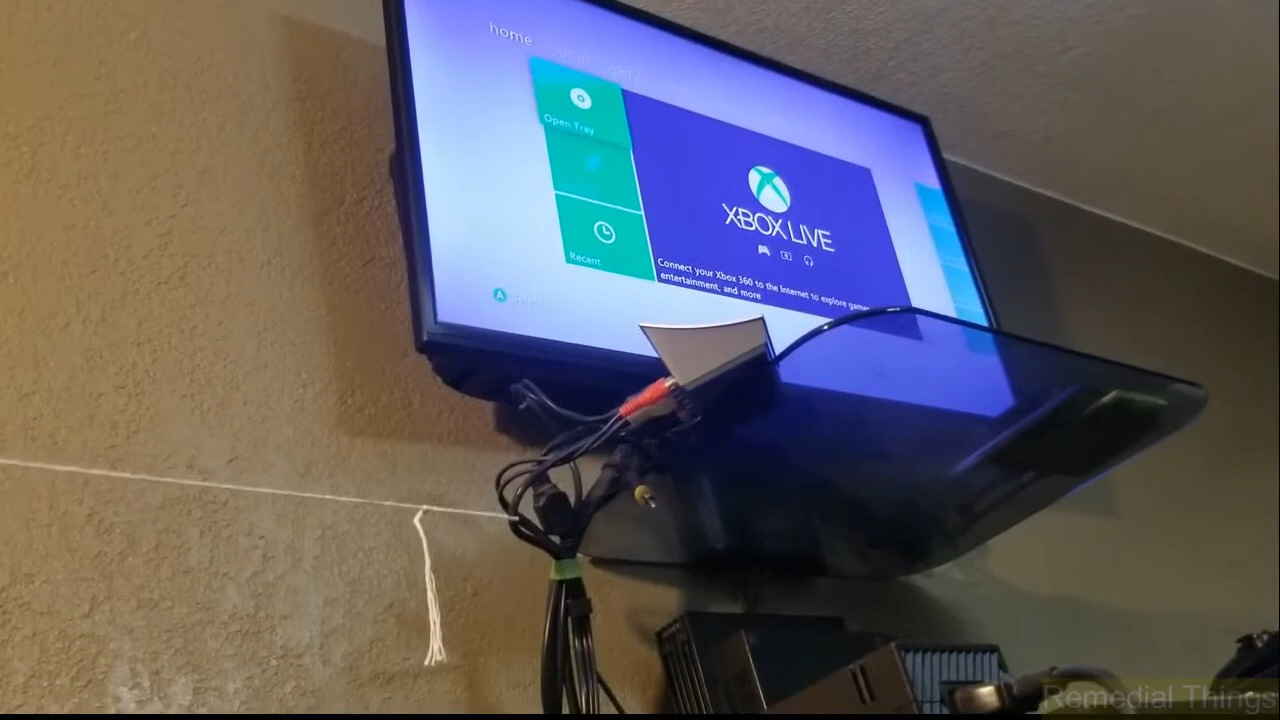 home
Open Tray
XBOX LIVE
Recent
Connect your Xbox 360 to the Internet to explore games,
entertainment, and more
A
Remedial Things